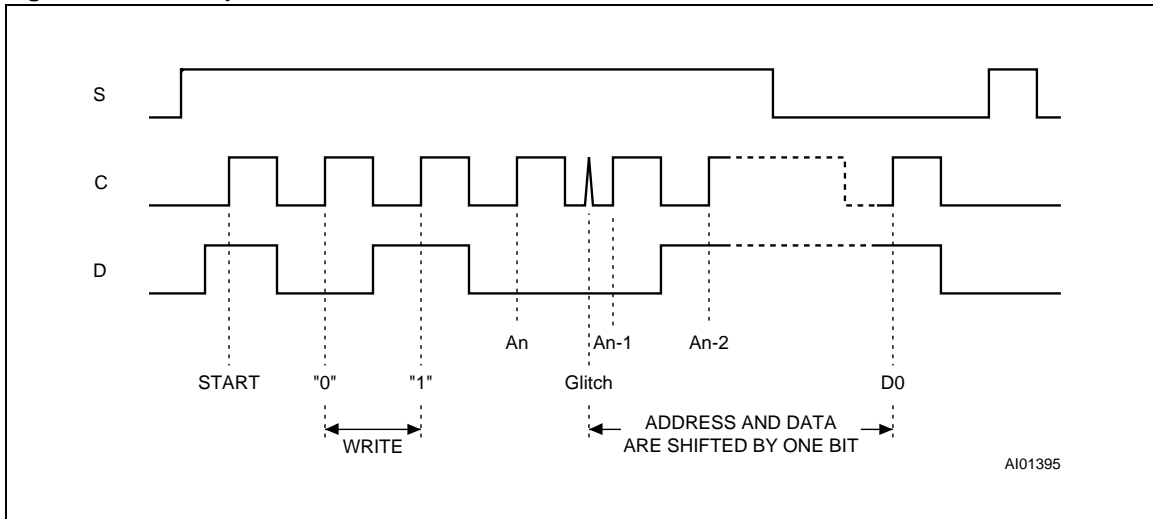 S
C
D
An
An-1
An-2
START
"0"
"1"
Glitch
D0
WRITE
ADDRESS AND DATA
ARE SHIFTED BY ONE BIT
AI01395